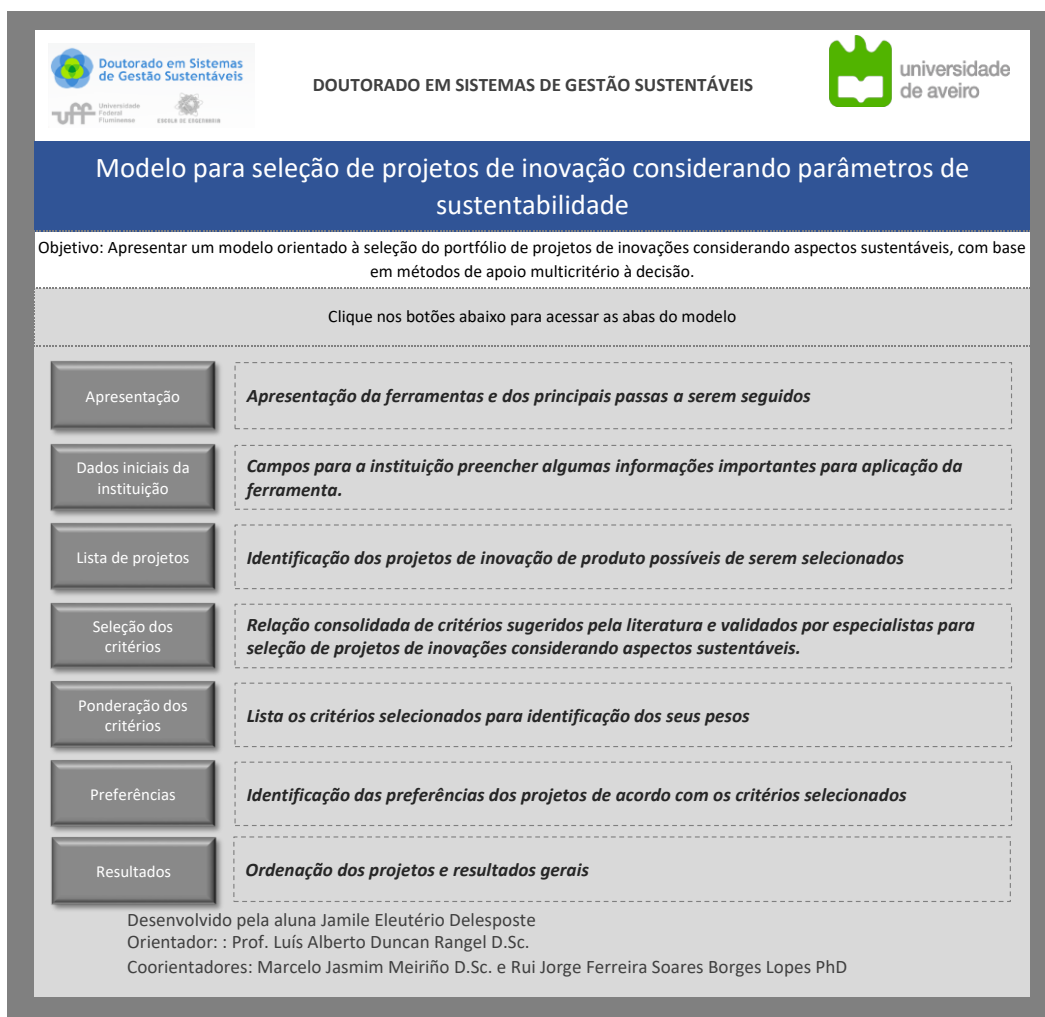 Doutorado em Sistemas
de Gestão Sustentáveis
uff
Universidade
Federal
Fluminense
ESCOLA DE ENGENHARIA
DOUTORADO EM SISTEMAS DE GESTÃO SUSTENTÁVEIS
universidade
de aveiro
Modelo para seleção de projetos de inovação considerando parâmetros de
sustentabilidade
Objetivo: Apresentar um modelo orientado à seleção do portfólio de projetos de inovações considerando aspectos sustentáveis, com base
em métodos de apoio multicritério à decisão.
Clique nos botões abaixo para acessar as abas do modelo
Apresentação
Apresentação da ferramentas e dos principais passas a serem seguidos
Dados iniciais da
instituição
Campos para a instituição preencher algumas informações importantes para aplicação da
ferramenta.
Lista de projetos
Identificação dos projetos de inovação de produto possíveis de serem selecionados
Seleção dos
critérios
Relação consolidada de critérios sugeridos pela literatura e validados por especialistas para
seleção de projetos de inovações considerando aspectos sustentáveis.
Ponderação dos
critérios
Lista os critérios selecionados para identificação dos seus pesos
Preferências
Identificação das preferências dos projetos de acordo com os critérios selecionados
Resultados
Ordenação dos projetos e resultados gerais
Desenvolvido pela aluna Jamile Eleutério Delesposte
Orientador: : Prof. Luís Alberto Duncan Rangel D.Sc.
Coorientadores: Marcelo Jasmim Meiriño D.Sc. e Rui Jorge Ferreira Soares Borges Lopes PhD